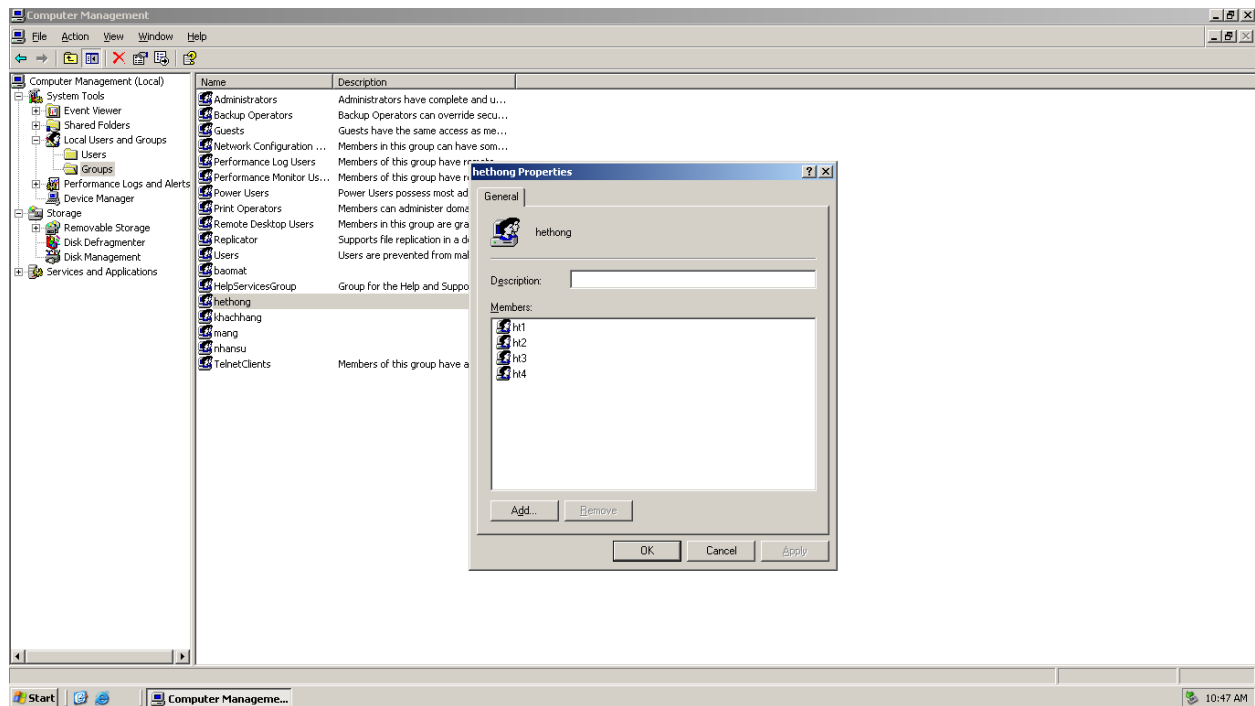 Computer Management
File Action View Window Help
Computer Management (Local)
System Tools
Event Viewer
Shared Folders
Local Users and Groups
Users
Groups
Performance Logs and Alerts
Device Manager
Storage
Removable Storage
Disk Defragmenter
Disk Management
Services and Applications
Name Description
Administrators Administrators have complete and u...
Backup Operators Backup Operators can override secu...
Guests Guests have the same access as me...
Network Configuration ... Members in this group can have som...
Performance Log Users Members of this group have remote
Performance Monitor Us... Members of this group have r
Power Users Power Users possess most ad
Print Operators Members can administer doma
Remote Desktop Users Members in this group are gra
Replicator Supports file replication in a d
Users Users are prevented from mal
baomat
HelpServicesGroup Group for the Help and Suppo
hethong
khachhang
mang
nhansu
TelnetClients Members of this group have a
hethong Properties
General
hethong
Description:
Members:
ht1
ht2
ht3
ht4
Add... Remove
OK Cancel Apply
Start Computer Manageme... 10:47 AM